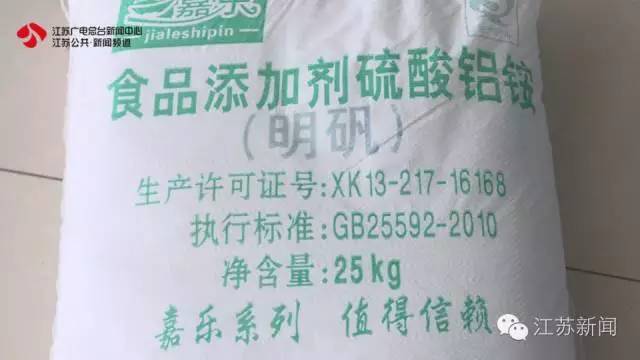 江苏广电总台新闻中心
江苏公共·新闻频道
嘉乐
jialeshipin
食品添加剂硫酸铝铵
(明矾)
生产许可证号:XK13-217-16168
执行标准:GB25592-2010
净含量:25kg
嘉乐系列 值得信赖
江苏新闻